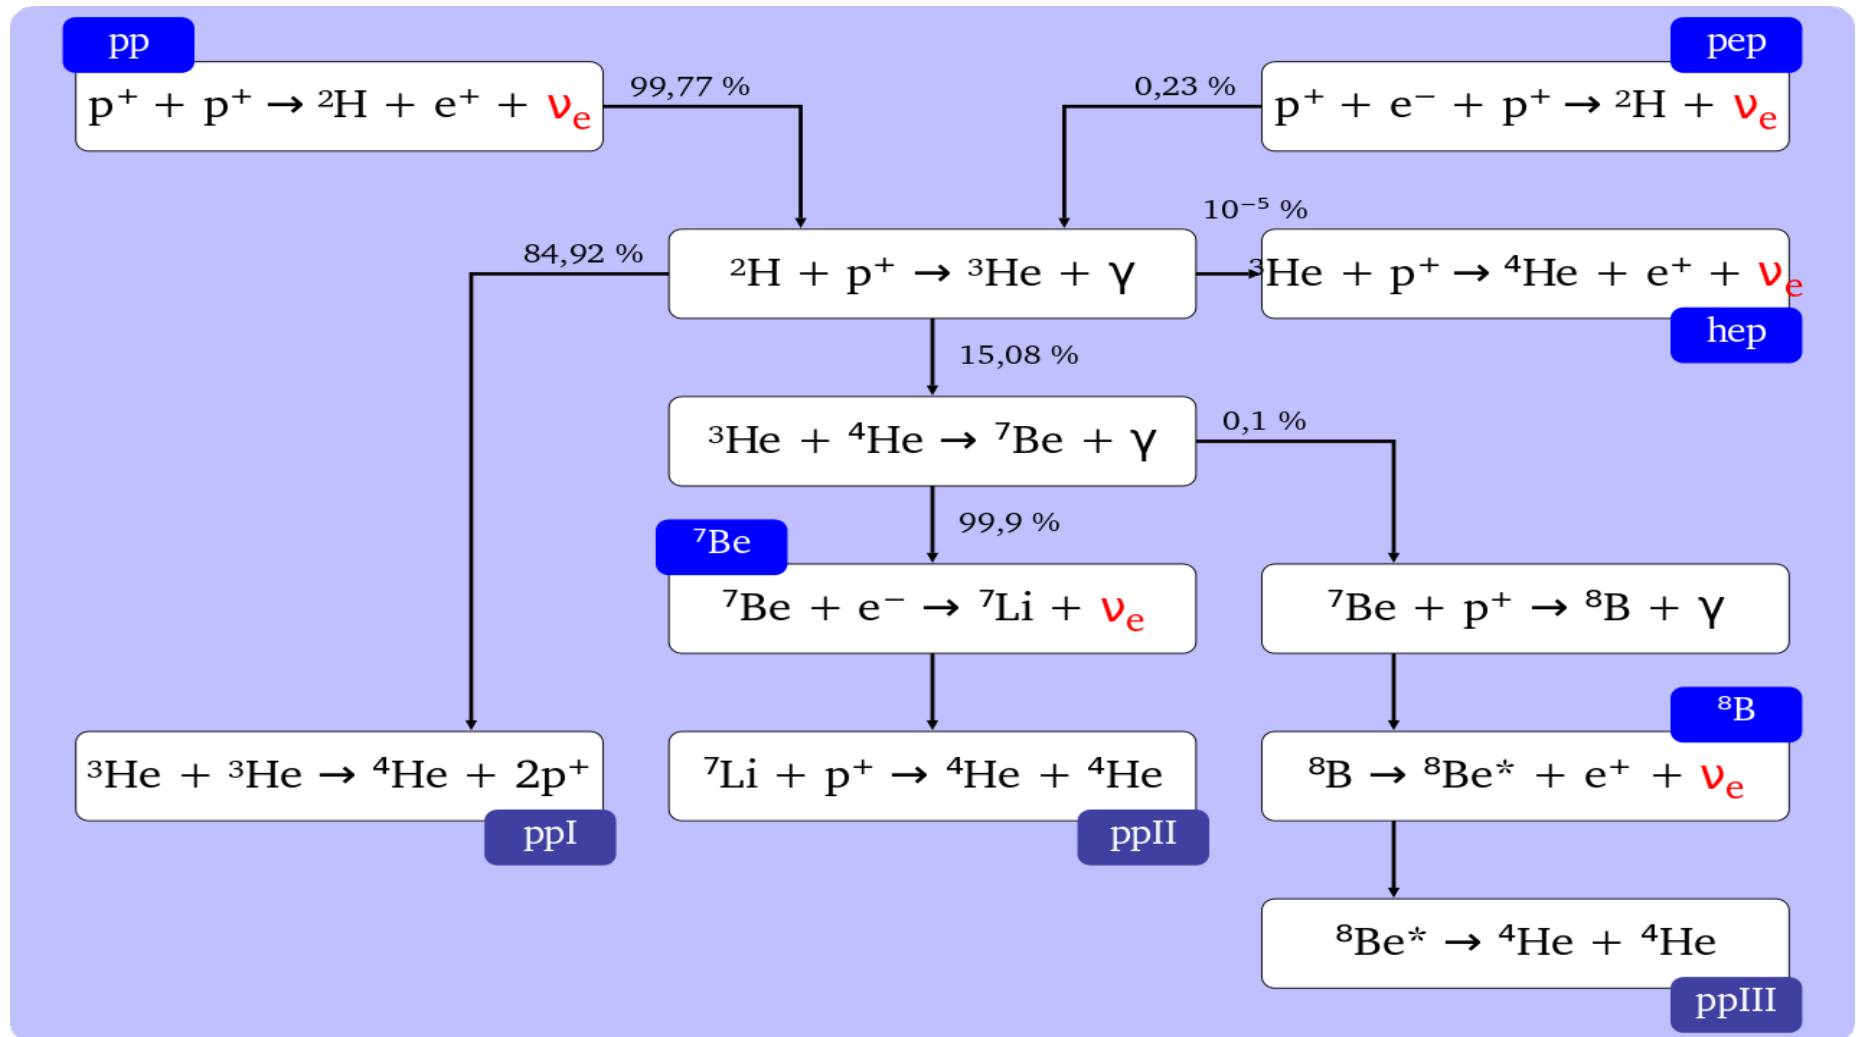 pp
pep
p⁺ + p⁺ → ²H + e⁺ + νₑ
99,77 %
0,23 %
p⁺ + e⁻ + p⁺ → ²H + νₑ
84,92 %
²H + p⁺ → ³He + γ
10⁻⁵ %
³He + p⁺ → ⁴He + e⁺ + νₑ
hep
15,08 %
³He + ⁴He → ⁷Be + γ
0,1 %
99,9 %
⁷Be
⁷Be + e⁻ → ⁷Li + νₑ
⁷Be + p⁺ → ⁸B + γ
⁸B
³He + ³He → ⁴He + 2p⁺
ppI
⁷Li + p⁺ → ⁴He + ⁴He
ppII
⁸B → ⁸Be* + e⁺ + νₑ
⁸Be* → ⁴He + ⁴He
ppIII